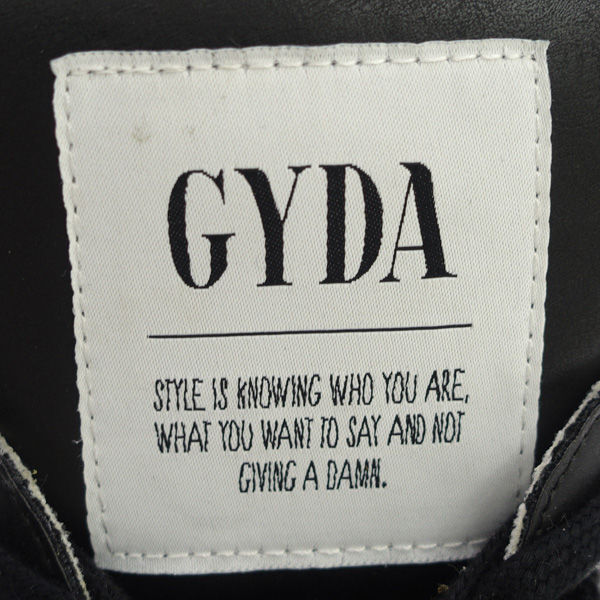 GYDA
STYLE IS KNOWING WHO YOU ARE,
WHAT YOU WANT TO SAY AND NOT
GIVING A DAMN.